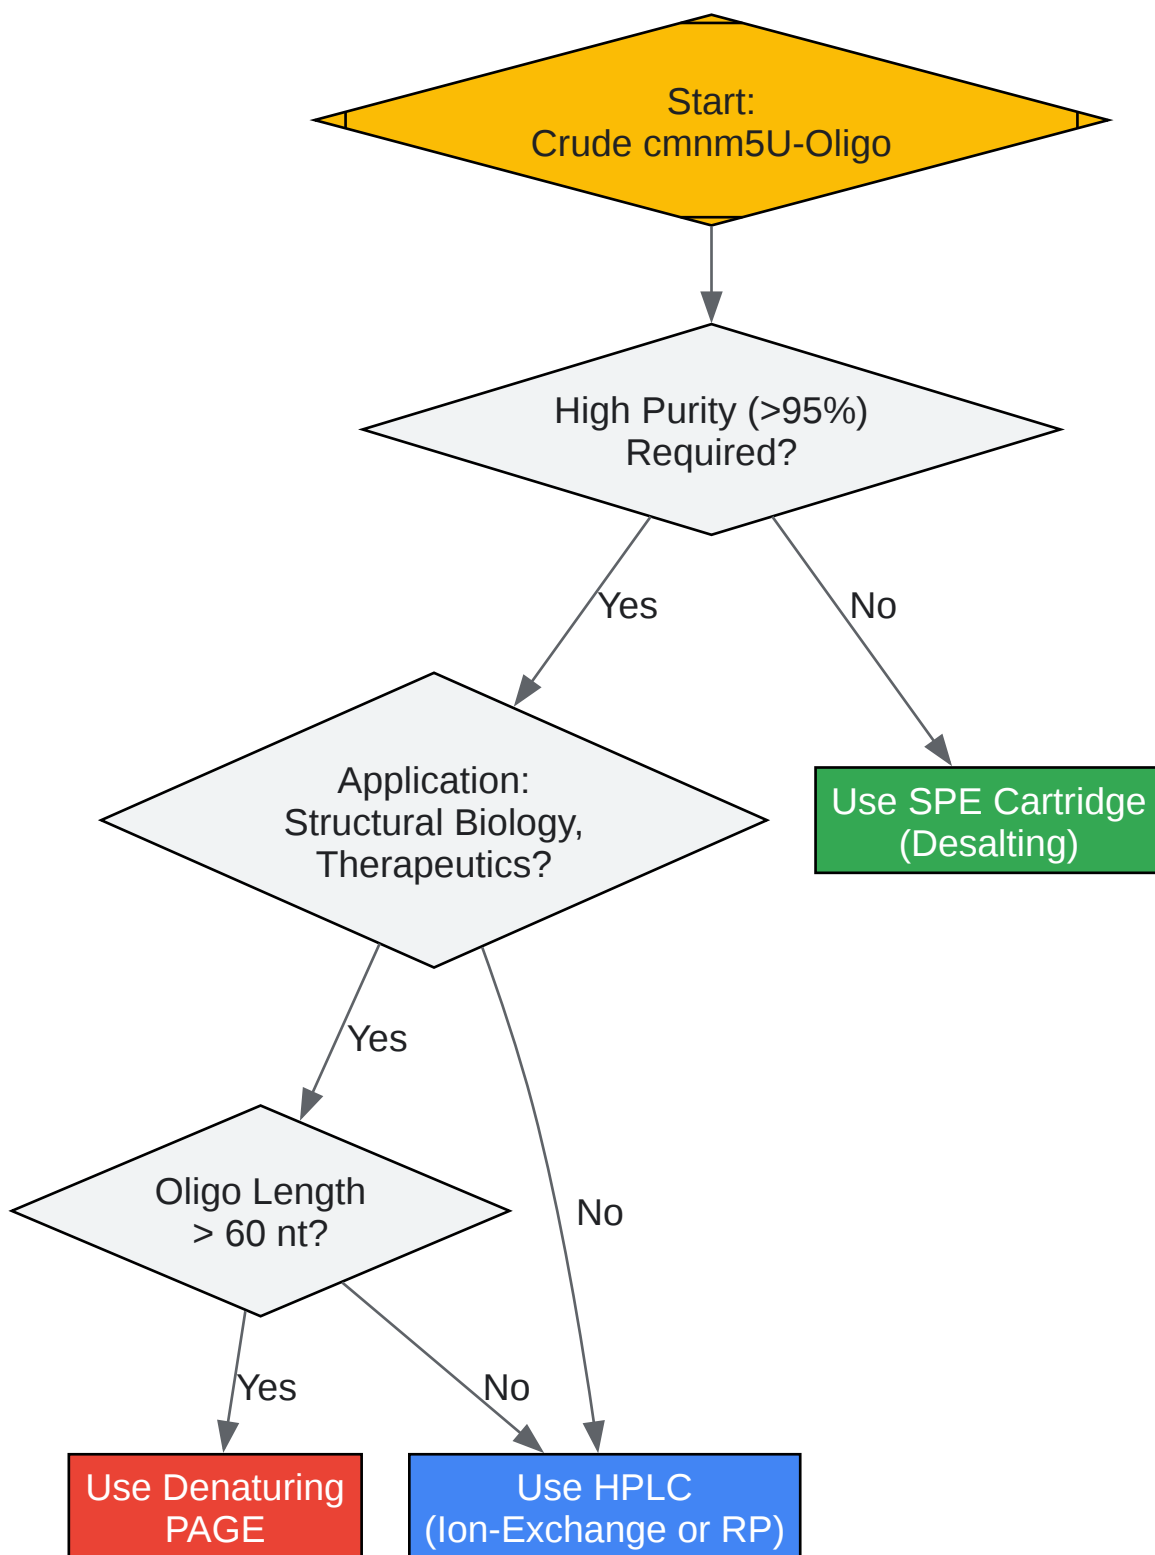 Start:
Crude cmnm5U-Oligo
High Purity (>95%)
Required?
Yes
No
Application:
Structural Biology,
Therapeutics?
Use SPE Cartridge
(Desalting)
Yes
Oligo Length
> 60 nt?
No
Yes
No
Use Denaturing
PAGE
Use HPLC
(Ion-Exchange or RP)